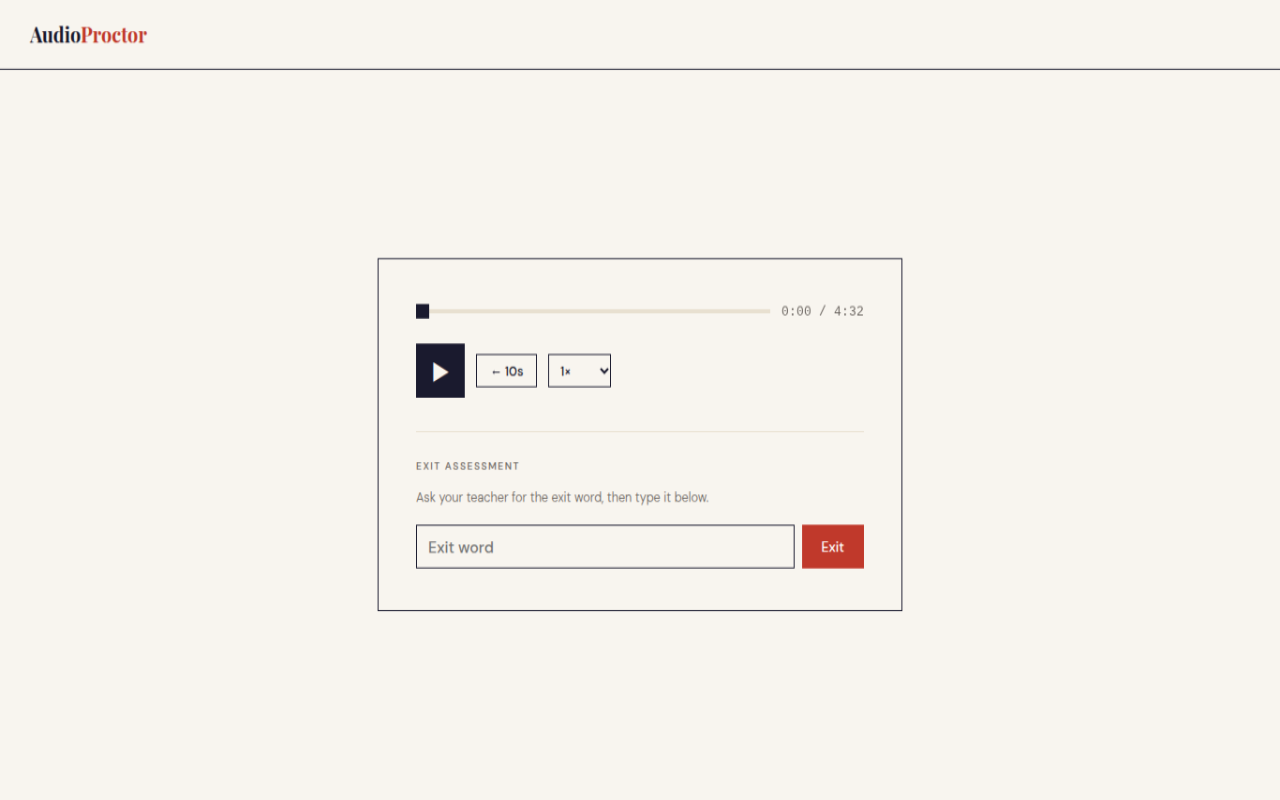 AudioProctor
0:00 / 4:32
← 10s
1×
EXIT ASSESSMENT
Ask your teacher for the exit word, then type it below.
Exit word
Exit